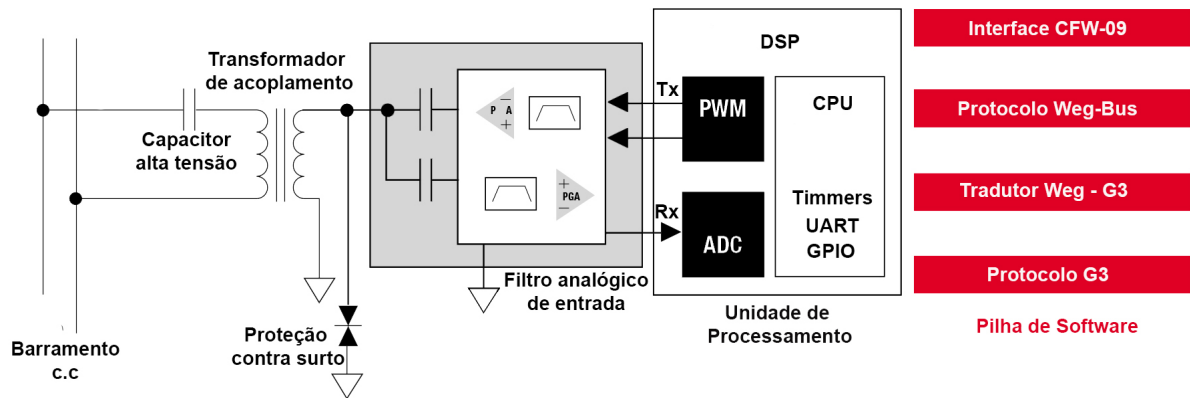 Transformador
de acoplamento
Capacitor
alta tensão
Barramento
c.c
Proteção
contra surto
P A
PGA
Filtro analógico
de entrada
DSP
Tx
PWM
CPU
Timmers
UART
GPIO
Rx
ADC
Unidade de
Processamento
Interface CFW-09
Protocolo Weg-Bus
Tradutor Weg - G3
Protocolo G3
Pilha de Software